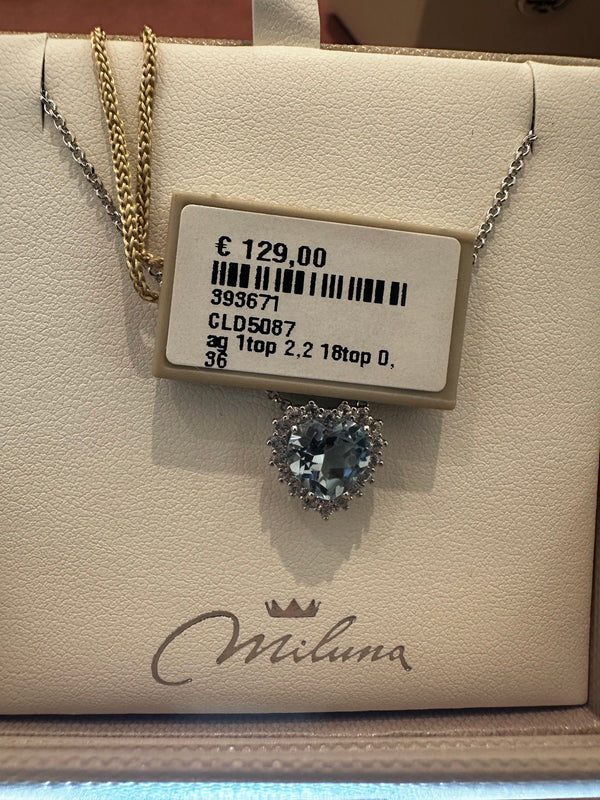 € 129,00
393671
CLD5087
ag 1top 2,2 18top 0,
36
Miluna